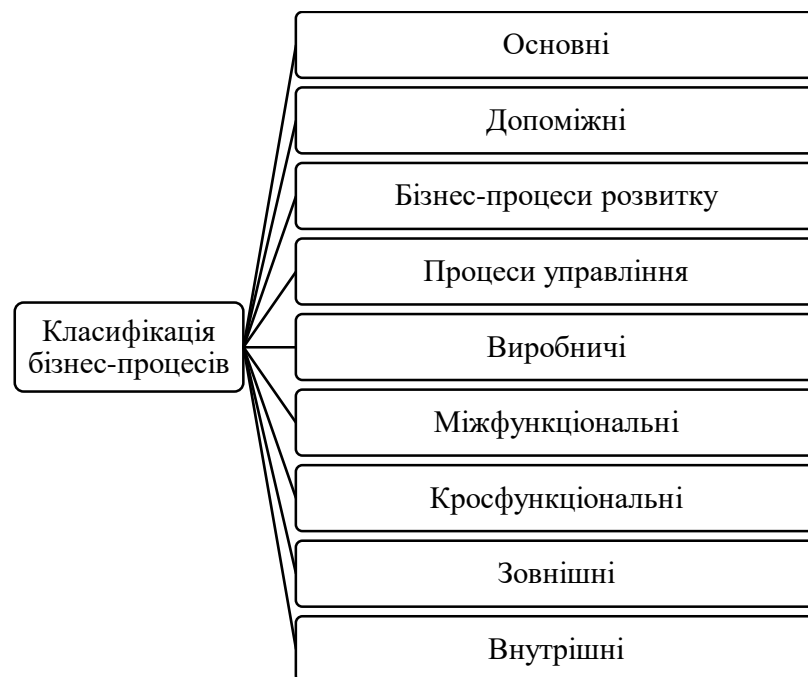 Основні
Допоміжні
Бізнес-процеси розвитку
Процеси управління
Класифікація
бізнес-процесів
Виробничі
Міжфункціональні
Кросфункціональні
Зовнішні
Внутрішні